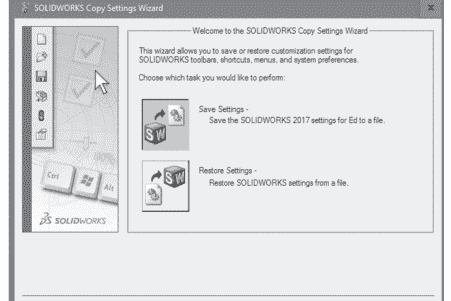 SOLIDWORKS Copy Settings Wizard
Welcome to the SOLIDWORKS Copy Settings Wizard
This wizard allows you to save or restore customization settings for
SOLIDWORKS toolbars, shortcuts, menus, and system preferences.
Choose which task you would like to perform:
Save Settings -
Save the SOLIDWORKS 2017 settings for Ed to a file.
SW
Restore Settings -
Restore SOLIDWORKS settings from a file.
SW
Ctrl
Alt
SOLIDWORKS